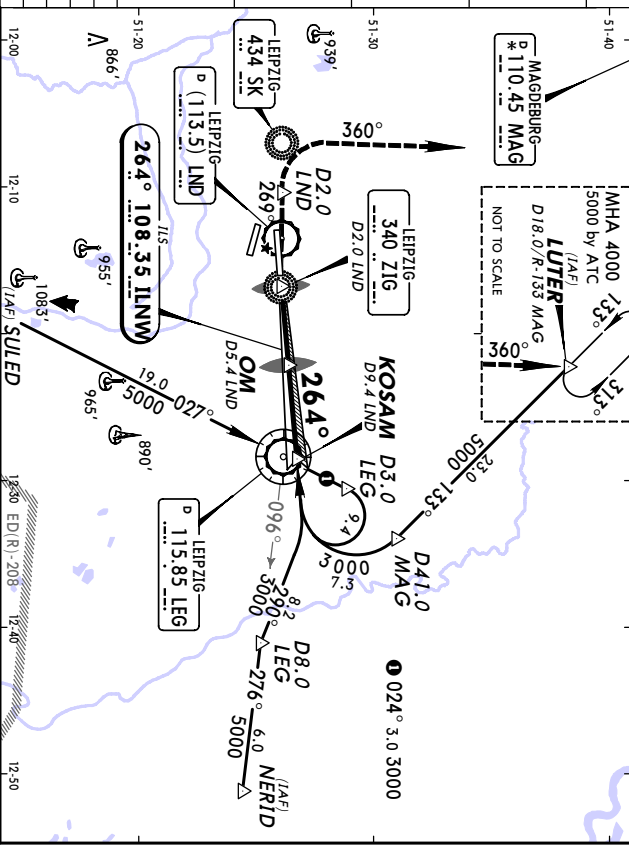 51-20
51-30
51-40
12-00
12-10
12-30
12-40
12-50
866'
939'
955'
1083'
965'
890'
LEIPZIG
434 SK
LEIPZIG
D (113.5) LND
MAGDEBURG
D
*110.45 MAG
360°
D2.0
LND
269°
LEIPZIG
340 ZIG
D2.0 LND
ILS
264° 108.35 ILNW
MHA 4000
5000 by ATC
LUTER
(IAF)
D18.0/R-133 MAG
NOT TO SCALE
133°
313°
360°
(IAF) SULED
19.0
5000
027°
OM
D5.4 LND
264°
KOSAM
D9.4 LND
D3.0
LEG
1
9.4
3000
7.3
5000
23.0
133°
D41.0
MAG
LEIPZIG
D 115.85 LEG
096°
8.2
290°
3000
D8.0
LEG
276°
6.0
5000
(IAF)
NERID
1 024° 3.0 3000
ED(R)-208